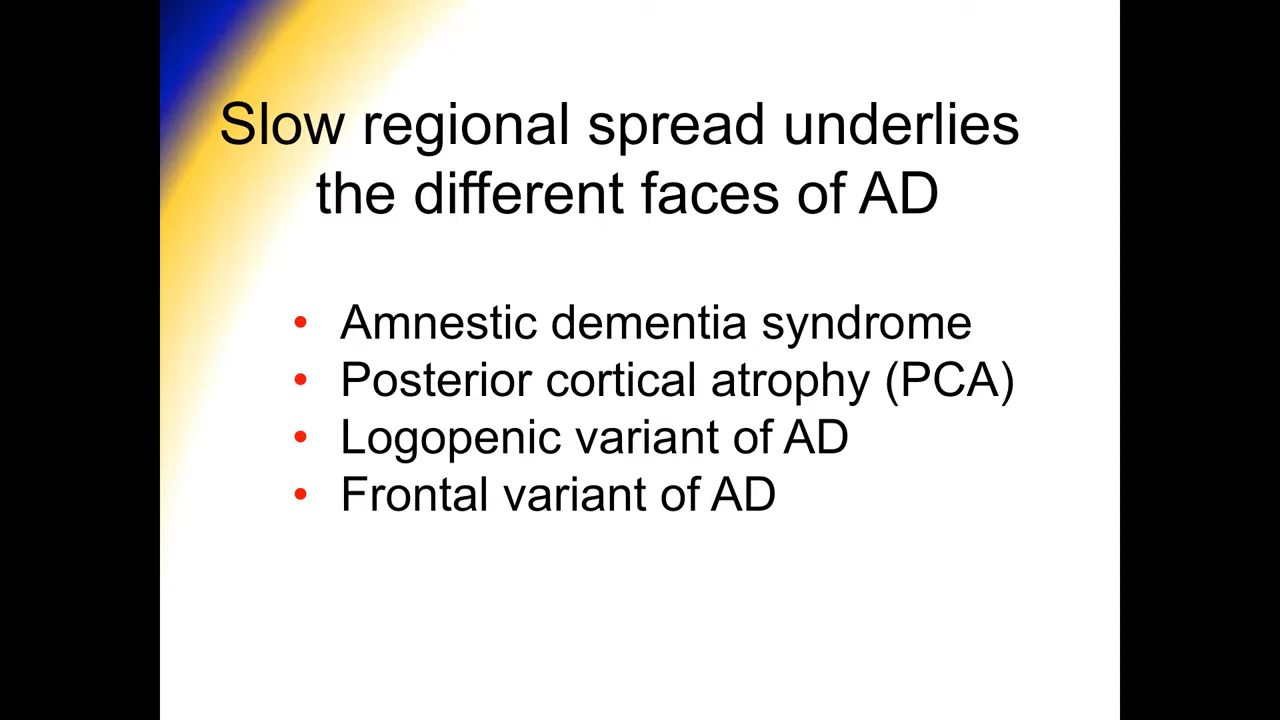 Slow regional spread underlies
the different faces of AD
• Amnestic dementia syndrome
• Posterior cortical atrophy (PCA)
• Logopenic variant of AD
• Frontal variant of AD